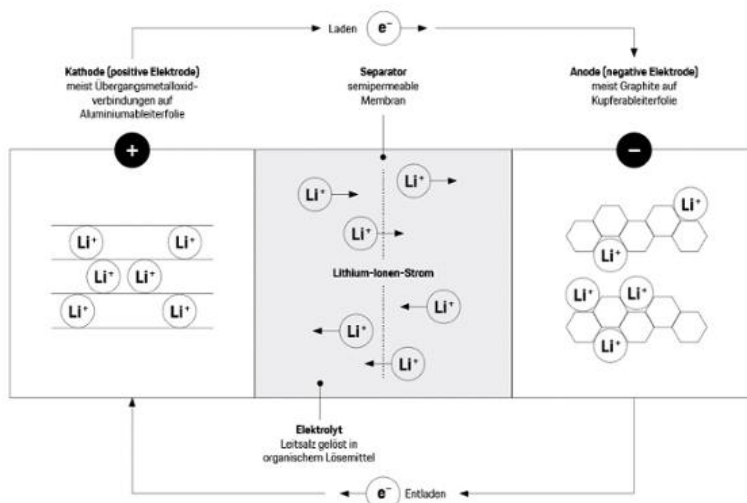 Laden e⁻
Kathode (positive Elektrode)
meist Übergangsmetalloxid-
verbindungen auf
Aluminiumableiterfolie
Separator
semipermeable
Membran
Anode (negative Elektrode)
meist Graphite auf
Kupferableiterfolie
+
−
Li⁺
Li⁺
Li⁺
Li⁺
Li⁺
Li⁺
Li⁺
Li⁺
Li⁺
Lithium-Ionen-Strom
Li⁺
Li⁺
Li⁺
Li⁺
Li⁺
Li⁺
Li⁺
Li⁺
Elektrolyt
Leitsalz gelöst in
organischem Lösemittel
e⁻ Entladen